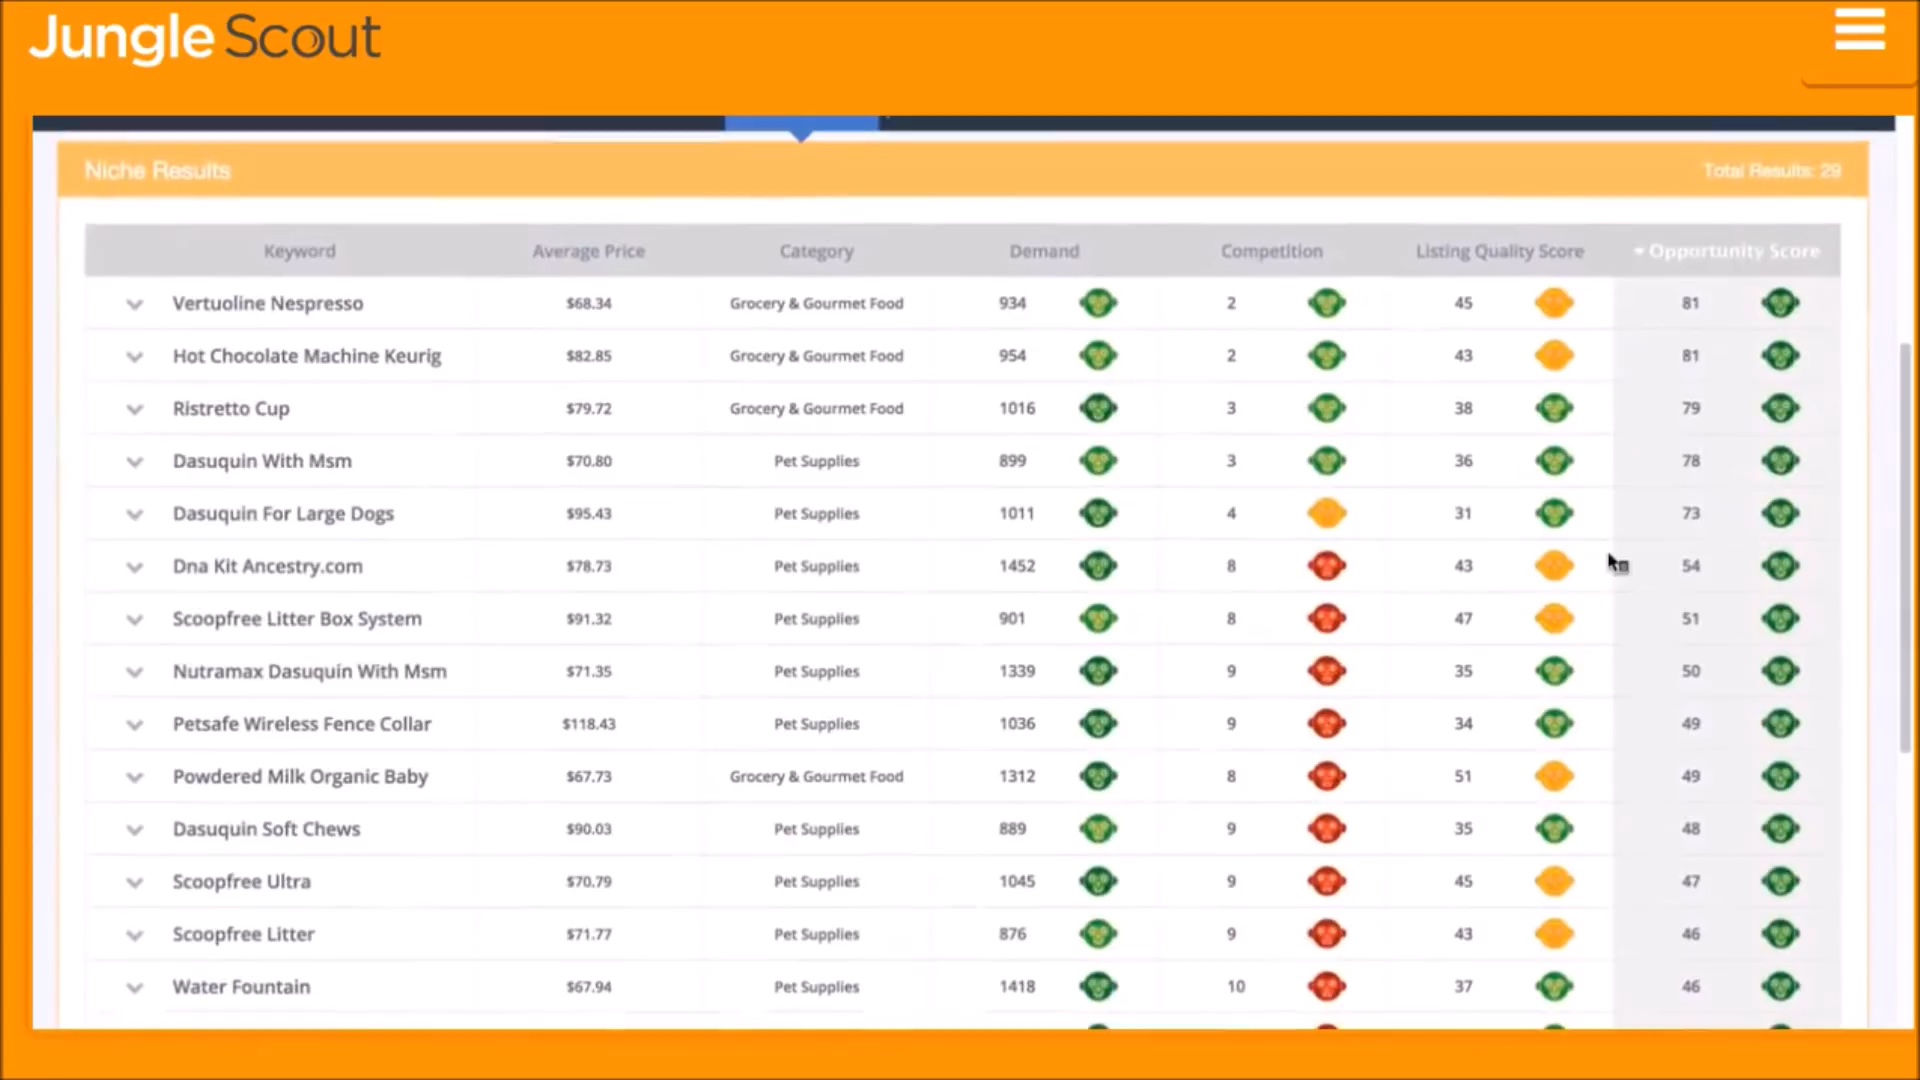 Jungle Scout
Niche Results Total Results: 29
Keyword Average Price Category Demand Competition Listing Quality Score Opportunity Score
Vertuoline Nespresso $68.34 Grocery & Gourmet Food 934 2 45 81
Hot Chocolate Machine Keurig $82.85 Grocery & Gourmet Food 954 2 43 81
Ristretto Cup $79.72 Grocery & Gourmet Food 1016 3 38 79
Dasuquin With Msm $70.80 Pet Supplies 899 3 36 78
Dasuquin For Large Dogs $95.43 Pet Supplies 1011 4 31 73
Dna Kit Ancestry.com $78.73 Pet Supplies 1452 8 43 54
Scoopfree Litter Box System $91.32 Pet Supplies 901 8 47 51
Nutramax Dasuquin With Msm $71.35 Pet Supplies 1339 9 35 50
Petsafe Wireless Fence Collar $118.43 Pet Supplies 1036 9 34 49
Powdered Milk Organic Baby $67.73 Grocery & Gourmet Food 1312 8 51 49
Dasuquin Soft Chews $90.03 Pet Supplies 889 9 35 48
Scoopfree Ultra $70.79 Pet Supplies 1045 9 45 47
Scoopfree Litter $71.77 Pet Supplies 876 9 43 46
Water Fountain $67.94 Pet Supplies 1418 10 37 46